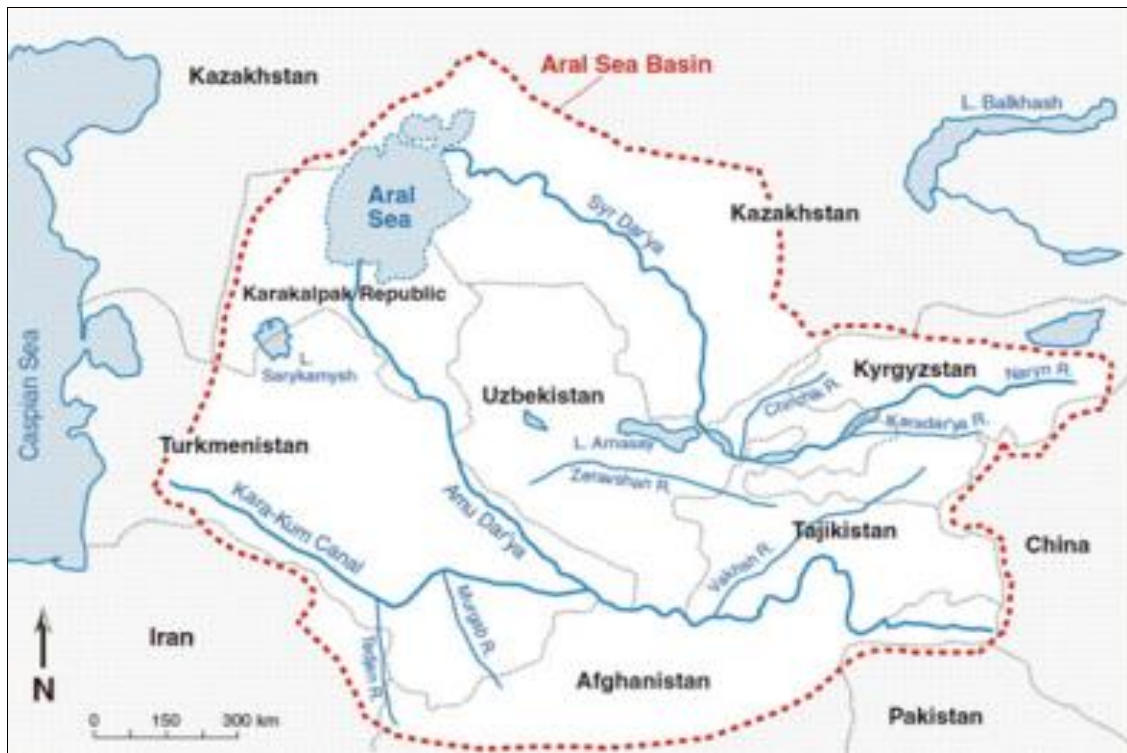 Kazakhstan
Aral Sea Basin
L. Balkhash
Aral
Sea
Syr Dar'ya
Kazakhstan
Karakalpak Republic
Caspian Sea
L.
Sarykamysh
Uzbekistan
Chirchik R.
Kyrgyzstan
Naryn R.
Karadar'ya R.
L. Arnasay
Turkmenistan
Zeravshan R.
Kara-Kum Canal
Amu Dar'ya
Tajikistan
Vakhsh R.
China
Murgab R.
Iran
Tedjen R.
Afghanistan
N
Pakistan
0 150 300 km